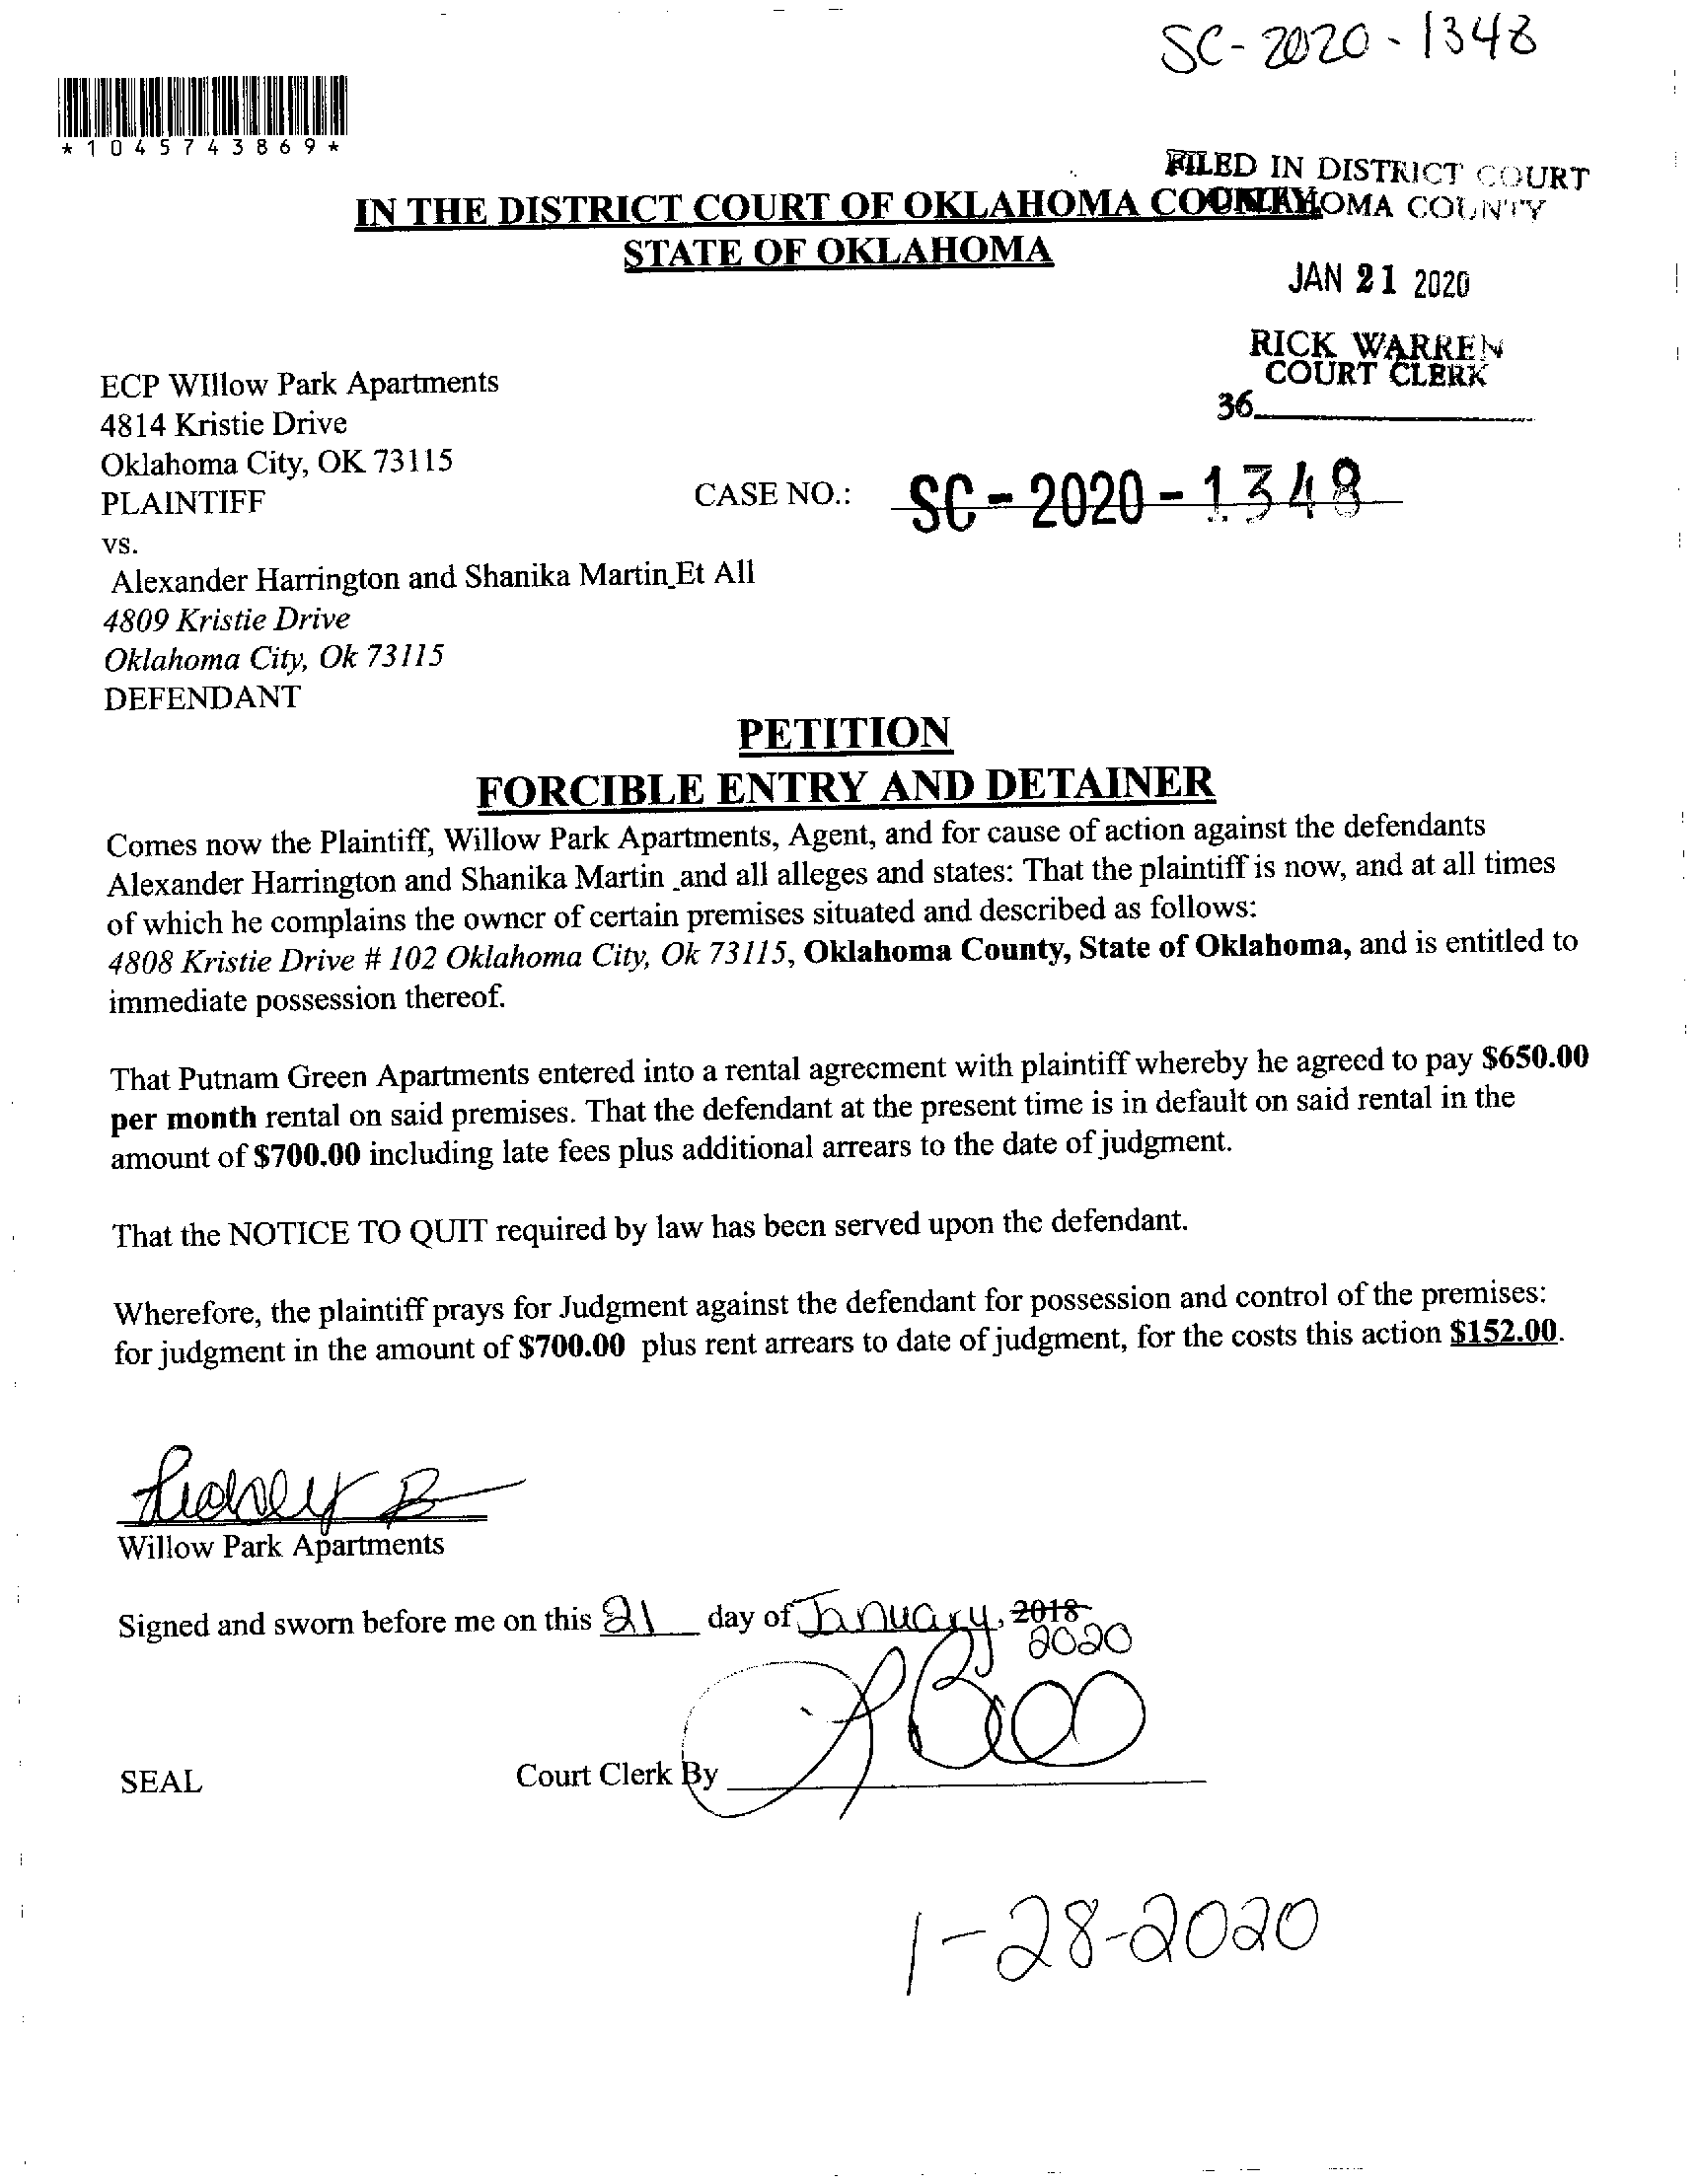 SC-2020-1348
*1045743869*
FILED IN DISTRICT COURT
OKLAHOMA COUNTY
IN THE DISTRICT COURT OF OKLAHOMA COUNTY
STATE OF OKLAHOMA
JAN 21 2020
RICK WARREN
COURT CLERK
36
ECP WIllow Park Apartments
4814 Kristie Drive
Oklahoma City, OK 73115
PLAINTIFF
CASE NO.: SC-2020-1348
vs.
Alexander Harrington and Shanika Martin Et All
4809 Kristie Drive
Oklahoma City, Ok 73115
DEFENDANT
PETITION
FORCIBLE ENTRY AND DETAINER
Comes now the Plaintiff, Willow Park Apartments, Agent, and for cause of action against the defendants
Alexander Harrington and Shanika Martin and all alleges and states: That the plaintiff is now, and at all times
of which he complains the owner of certain premises situated and described as follows:
4808 Kristie Drive # 102 Oklahoma City, Ok 73115, Oklahoma County, State of Oklahoma, and is entitled to
immediate possession thereof.
That Putnam Green Apartments entered into a rental agreement with plaintiff whereby he agreed to pay $650.00
per month rental on said premises. That the defendant at the present time is in default on said rental in the
amount of $700.00 including late fees plus additional arrears to the date of judgment.
That the NOTICE TO QUIT required by law has been served upon the defendant.
Wherefore, the plaintiff prays for Judgment against the defendant for possession and control of the premises:
for judgment in the amount of $700.00 plus rent arrears to date of judgment, for the costs this action $152.00.
Willow Park Apartments
Signed and sworn before me on this 21 day of January, 2018
2020
SEAL
Court Clerk By
1-28-2020